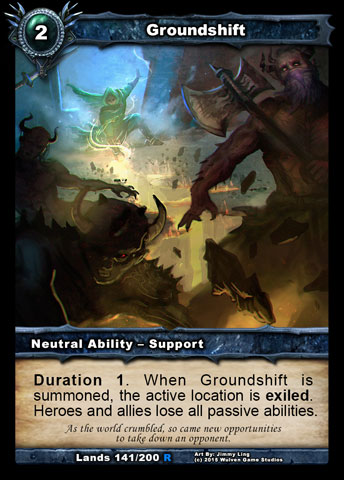 2
Groundshift
Neutral Ability – Support
Duration 1. When Groundshift is
summoned, the active location is exiled.
Heroes and allies lose all passive abilities.
As the world crumbled, so came new opportunities
to take down an opponent.
Lands 141/200 R
Art By: Jimmy Ling
(c) 2015 Wulven Game Studios